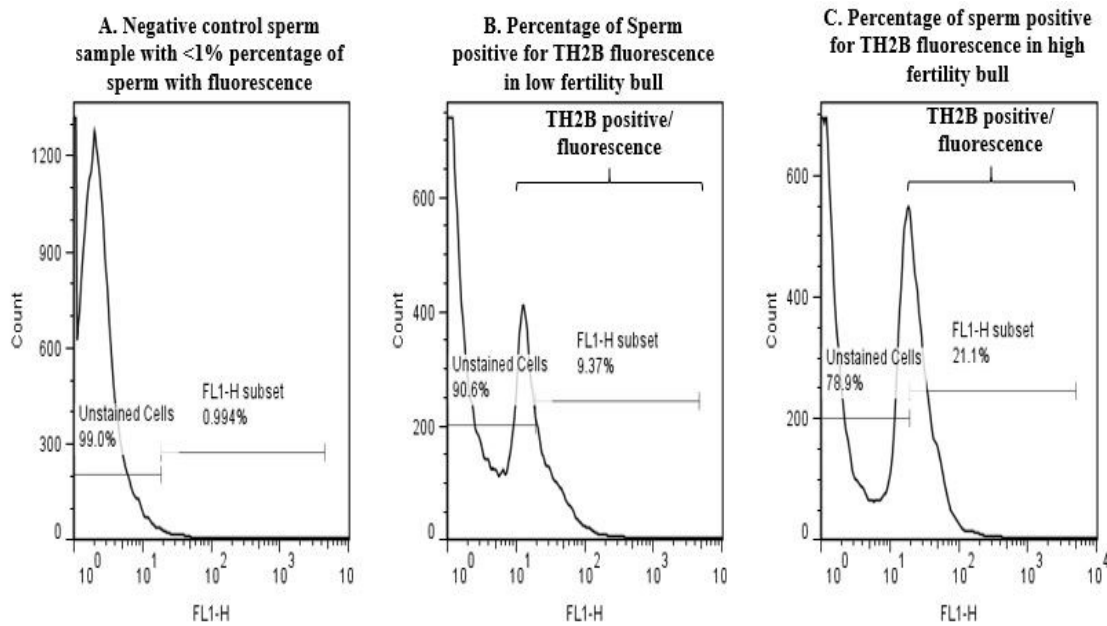 A. Negative control sperm
sample with <1% percentage of
sperm with fluorescence
1200
900
600
300
0
Count
Unstained Cells
99.0%
FL1-H subset
0.994%
10^0
10^1
10^2
10^3
10
FL1-H
B. Percentage of Sperm
positive for TH2B fluorescence
in low fertility bull
TH2B positive/
fluorescence
600
400
200
0
Count
Unstained Cells
90.6%
FL1-H subset
9.37%
10^0
10^1
10^2
10^3
10
FL1-H
C. Percentage of sperm positive
for TH2B fluorescence in high
fertility bull
TH2B positive/
fluorescence
600
400
200
0
Count
Unstained Cells
78.9%
FL1-H subset
21.1%
10^0
10^1
10^2
10^3
10^4
FL1-H